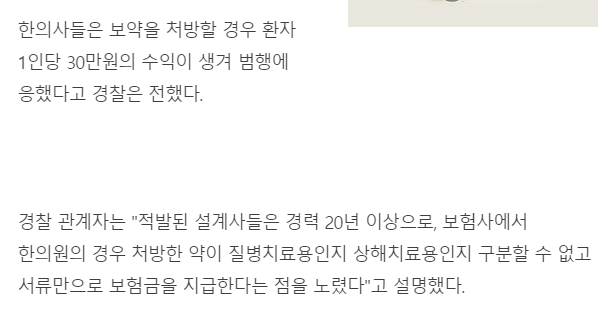 한의사들은 보약을 처방할 경우 환자
1인당 30만원의 수익이 생겨 범행에
응했다고 경찰은 전했다.
경찰 관계자는 "적발된 설계사들은 경력 20년 이상으로, 보험사에서
한의원의 경우 처방한 약이 질병치료용인지 상해치료용인지 구분할 수 없고
서류만으로 보험금을 지급한다는 점을 노렸다"고 설명했다.